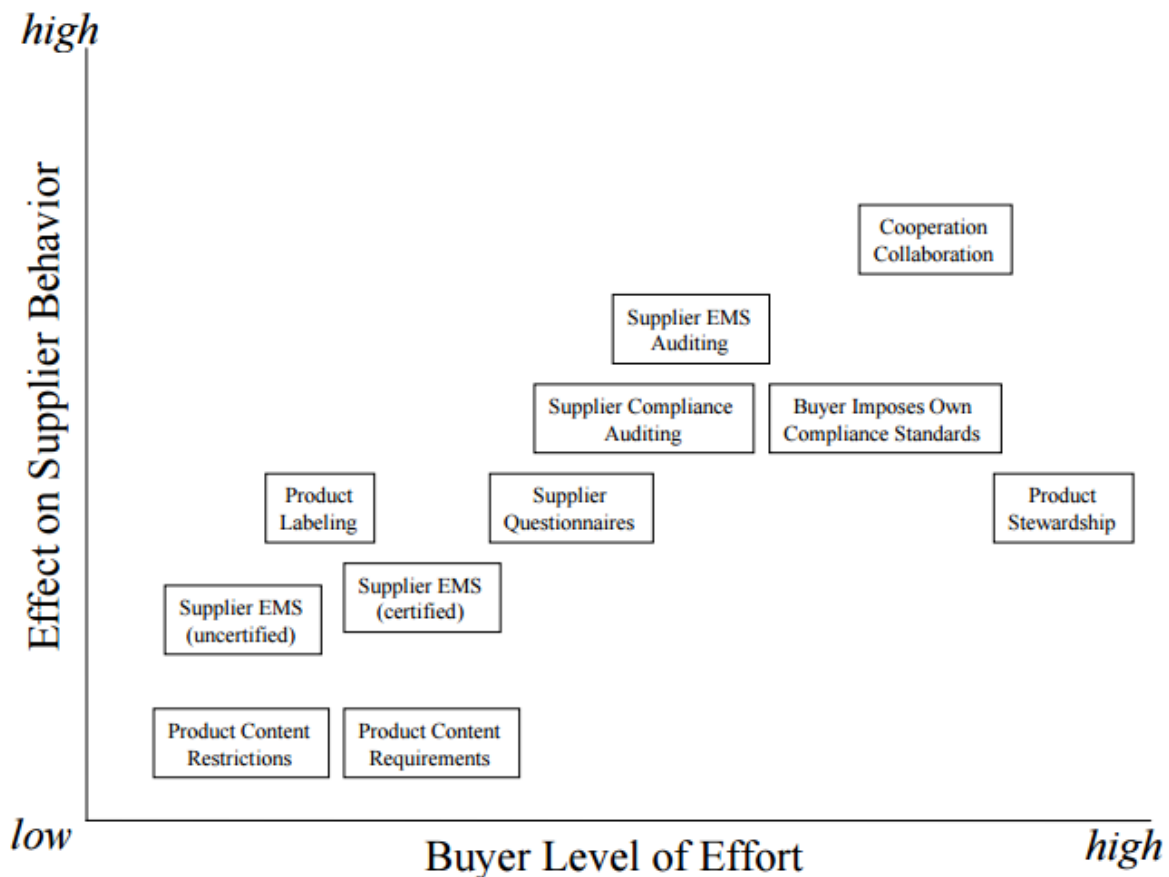 high
Effect on Supplier Behavior
Cooperation
Collaboration
Supplier EMS
Auditing
Supplier Compliance
Auditing
Buyer Imposes Own
Compliance Standards
Product
Labeling
Supplier
Questionnaires
Product
Stewardship
Supplier EMS
(uncertified)
Supplier EMS
(certified)
Product Content
Restrictions
Product Content
Requirements
low
Buyer Level of Effort
high